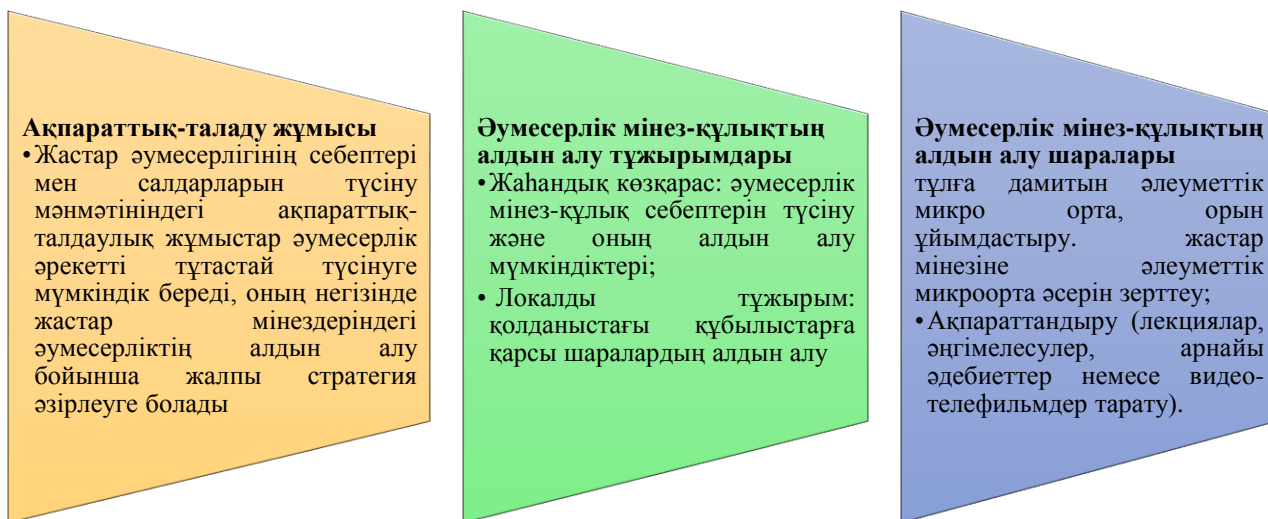 Ақпараттық-таладу жұмысы
•Жастар әумесерлігінің себептері
мен салдарларын түсіну
мәнмәтініндегі ақпараттық-
талдаулық жұмыстар әумесерлік
әрекетті тұтастай түсінуге
мүмкіндік береді, оның негізінде
жастар мінездеріндегі
әумесерліктің алдын алу
бойынша жалпы стратегия
әзірлеуге болады
Әумесерлік мінез-құлықтың
алдын алу тұжырымдары
•Жаһандық көзқарас: әумесерлік
мінез-құлық себептерін түсіну
және оның алдын алу
мүмкіндіктері;
• Локалды тұжырым:
қолданыстағы құбылыстарға
қарсы шаралардың алдын алу
Әумесерлік мінез-құлықтың
алдын алу шаралары
тұлға дамитын әлеуметтік
микро орта, орын
ұйымдастыру. жастар
мінезіне әлеуметтік
микроорта әсерін зерттеу;
•Ақпараттандыру (лекциялар,
әңгімелесулер, арнайы
әдебиеттер немесе видео-
телефильмдер тарату).